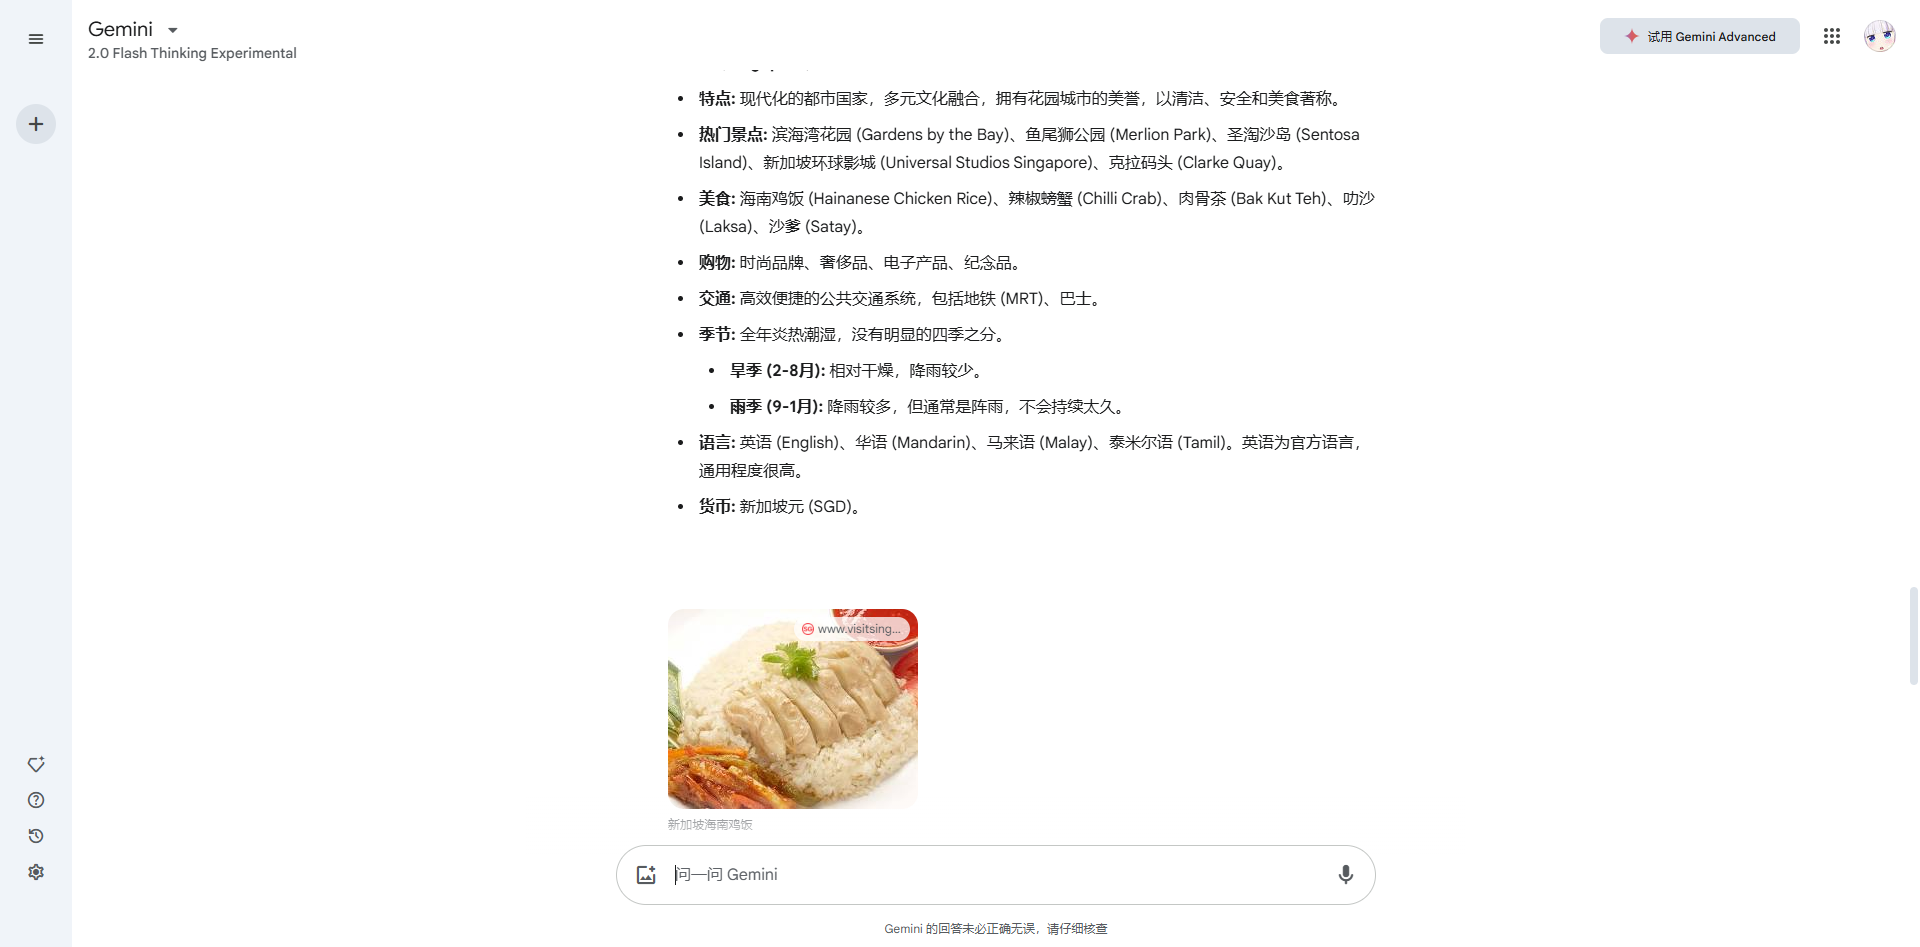 Gemini
2.0 Flash Thinking Experimental
试用 Gemini Advanced
特点: 现代化的都市国家，多元文化融合，拥有花园城市的美誉，以清洁、安全和美食著称。
热门景点: 滨海湾花园 (Gardens by the Bay)、鱼尾狮公园 (Merlion Park)、圣淘沙岛 (Sentosa
Island)、新加坡环球影城 (Universal Studios Singapore)、克拉码头 (Clarke Quay)。
美食: 海南鸡饭 (Hainanese Chicken Rice)、辣椒螃蟹 (Chilli Crab)、肉骨茶 (Bak Kut Teh)、叻沙
(Laksa)、沙爹 (Satay)。
购物: 时尚品牌、奢侈品、电子产品、纪念品。
交通: 高效便捷的公共交通系统，包括地铁 (MRT)、巴士。
季节: 全年炎热潮湿，没有明显的四季之分。
旱季 (2-8月): 相对干燥，降雨较少。
雨季 (9-1月): 降雨较多，但通常是阵雨，不会持续太久。
语言: 英语 (English)、华语 (Mandarin)、马来语 (Malay)、泰米尔语 (Tamil)。英语为官方语言，
通用程度很高。
货币: 新加坡元 (SGD)。
www.visitsing...
新加坡海南鸡饭
问一问 Gemini
Gemini 的回答未必正确无误，请仔细核查